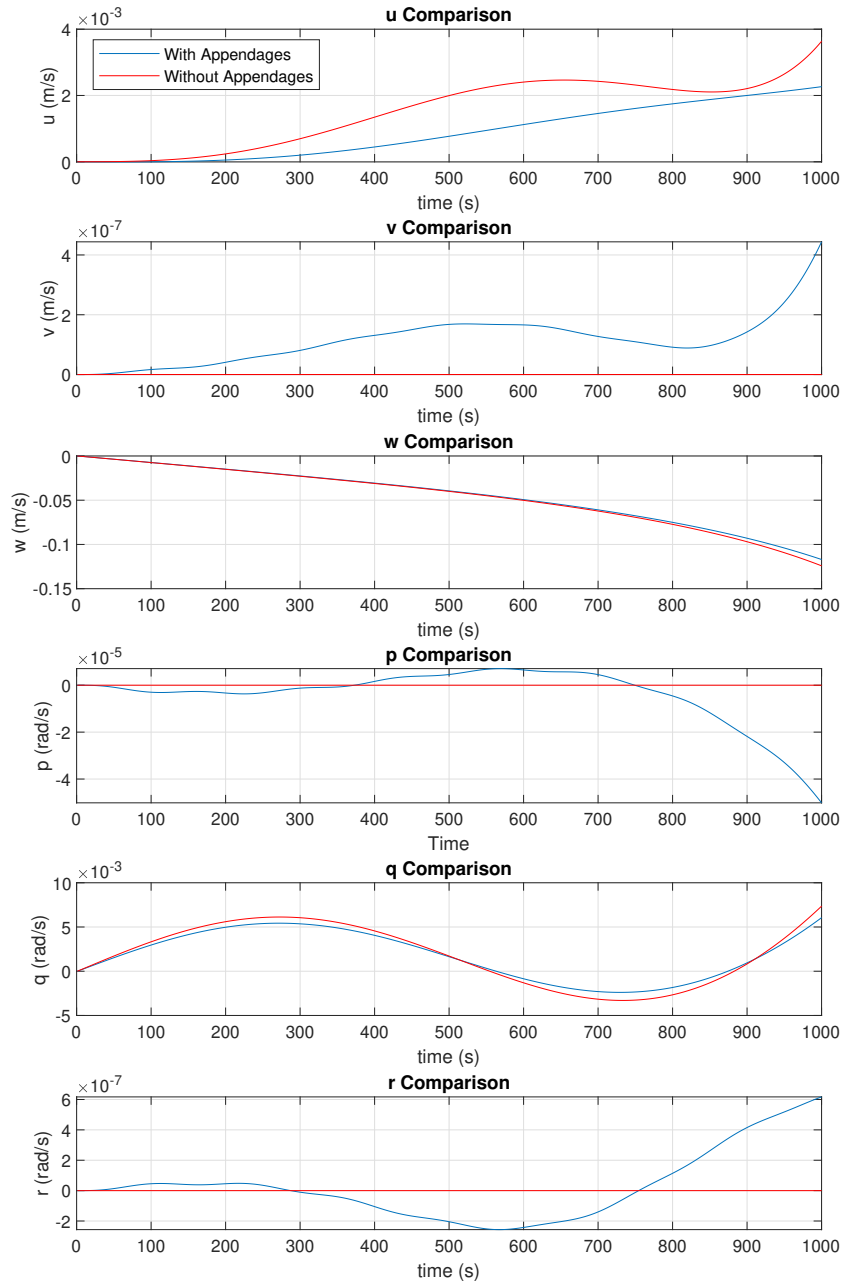 u Comparison
×10-3
4
2
0
u (m/s)
With Appendages
Without Appendages
0 100 200 300 400 500 600 700 800 900 1000
time (s)
v Comparison
×10-7
4
2
0
v (m/s)
0 100 200 300 400 500 600 700 800 900 1000
time (s)
w Comparison
0
-0.05
-0.1
-0.15
w (m/s)
0 100 200 300 400 500 600 700 800 900 1000
time (s)
p Comparison
×10-5
0
-2
-4
p (rad/s)
0 100 200 300 400 500 600 700 800 900 1000
Time
q Comparison
×10-3
10
5
0
-5
q (rad/s)
0 100 200 300 400 500 600 700 800 900 1000
time (s)
r Comparison
×10-7
6
4
2
0
-2
r (rad/s)
0 100 200 300 400 500 600 700 800 900 1000
time (s)